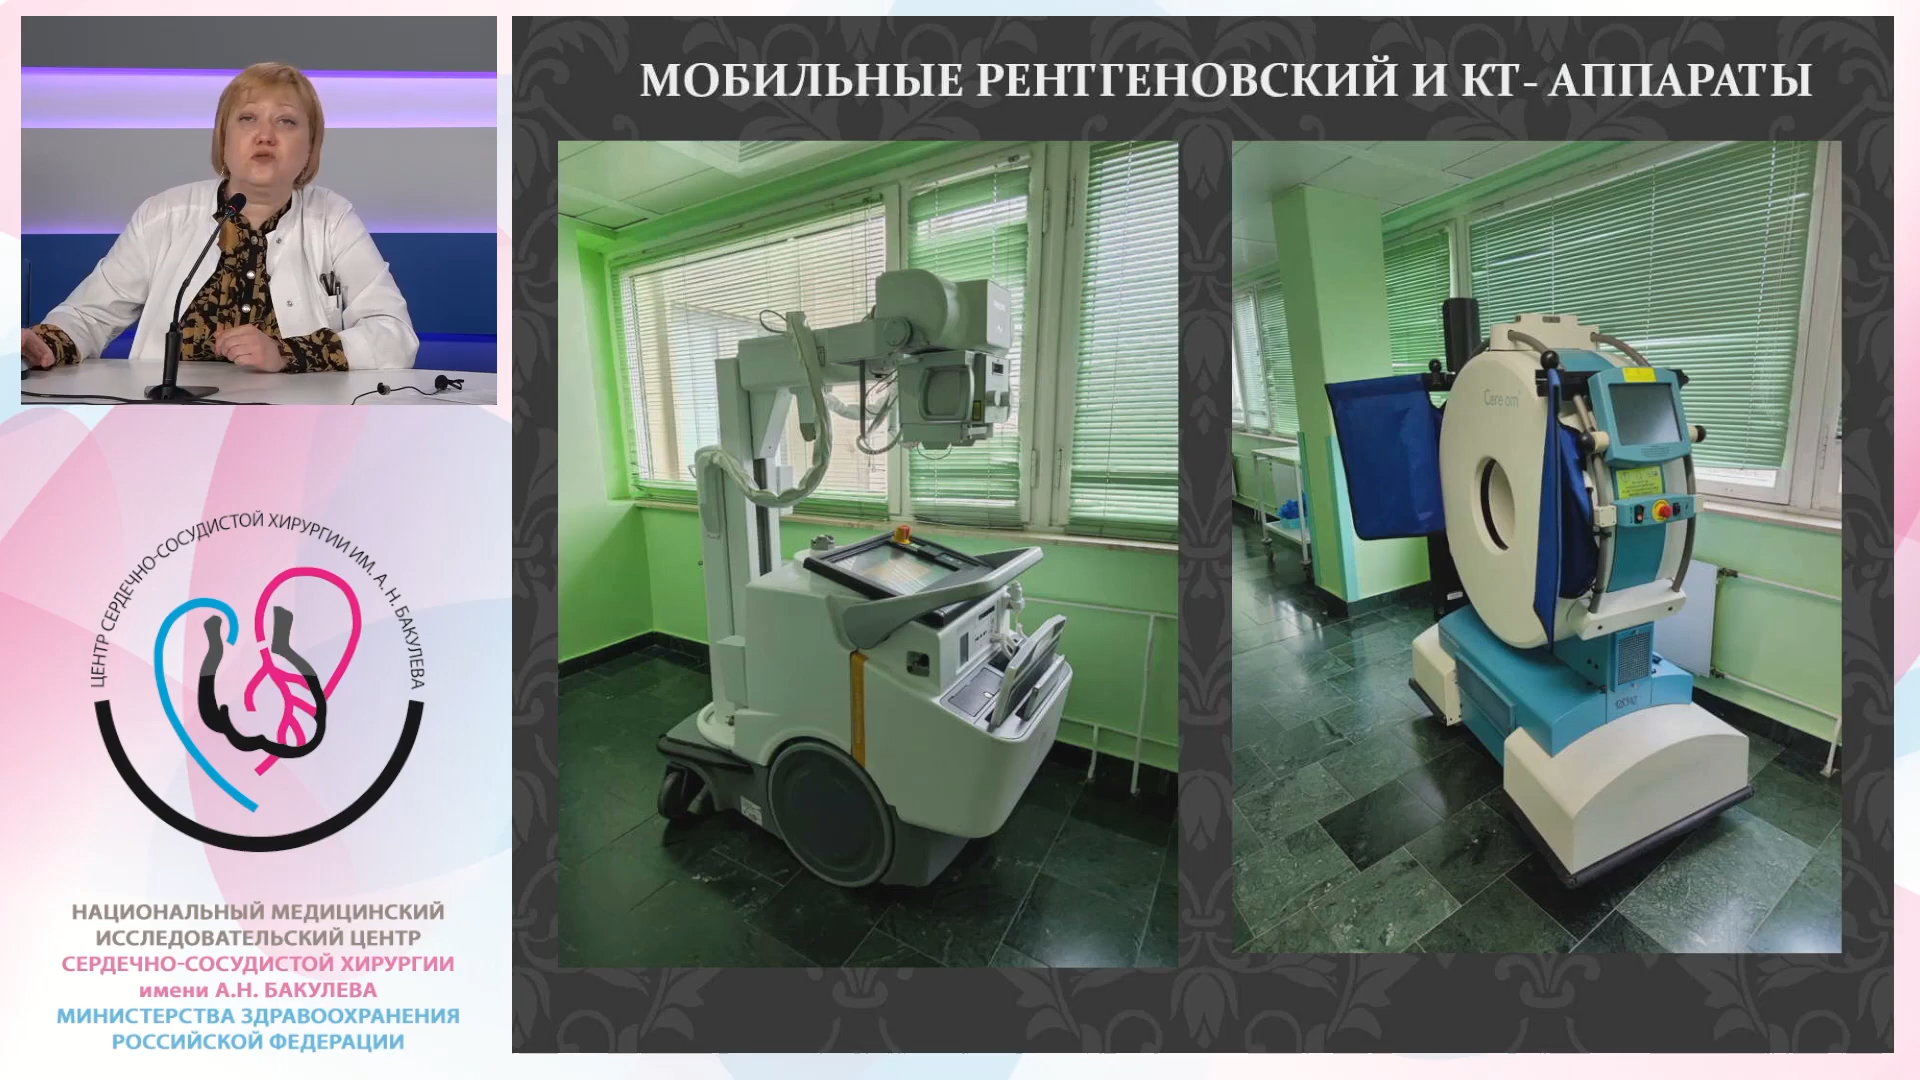 МОБИЛЬНЫЕ РЕНТГЕНОВСКИЙ И КТ- АППАРАТЫ
CereTom
ЦЕНТР СЕРДЕЧНО-СОСУДИСТОЙ ХИРУРГИИ ИМ. А. Н. БАКУЛЕВА
НАЦИОНАЛЬНЫЙ МЕДИЦИНСКИЙ
ИССЛЕДОВАТЕЛЬСКИЙ ЦЕНТР
СЕРДЕЧНО-СОСУДИСТОЙ ХИРУРГИИ
имени А.Н. БАКУЛЕВА
МИНИСТЕРСТВА ЗДРАВООХРАНЕНИЯ
РОССИЙСКОЙ ФЕДЕРАЦИИ